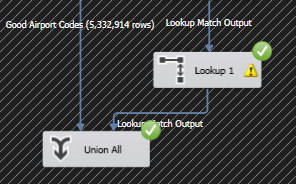 Lookup Match Output
Good Airport Codes (5,332,914 rows)
Lookup 1
Lookup Match Output
Union All